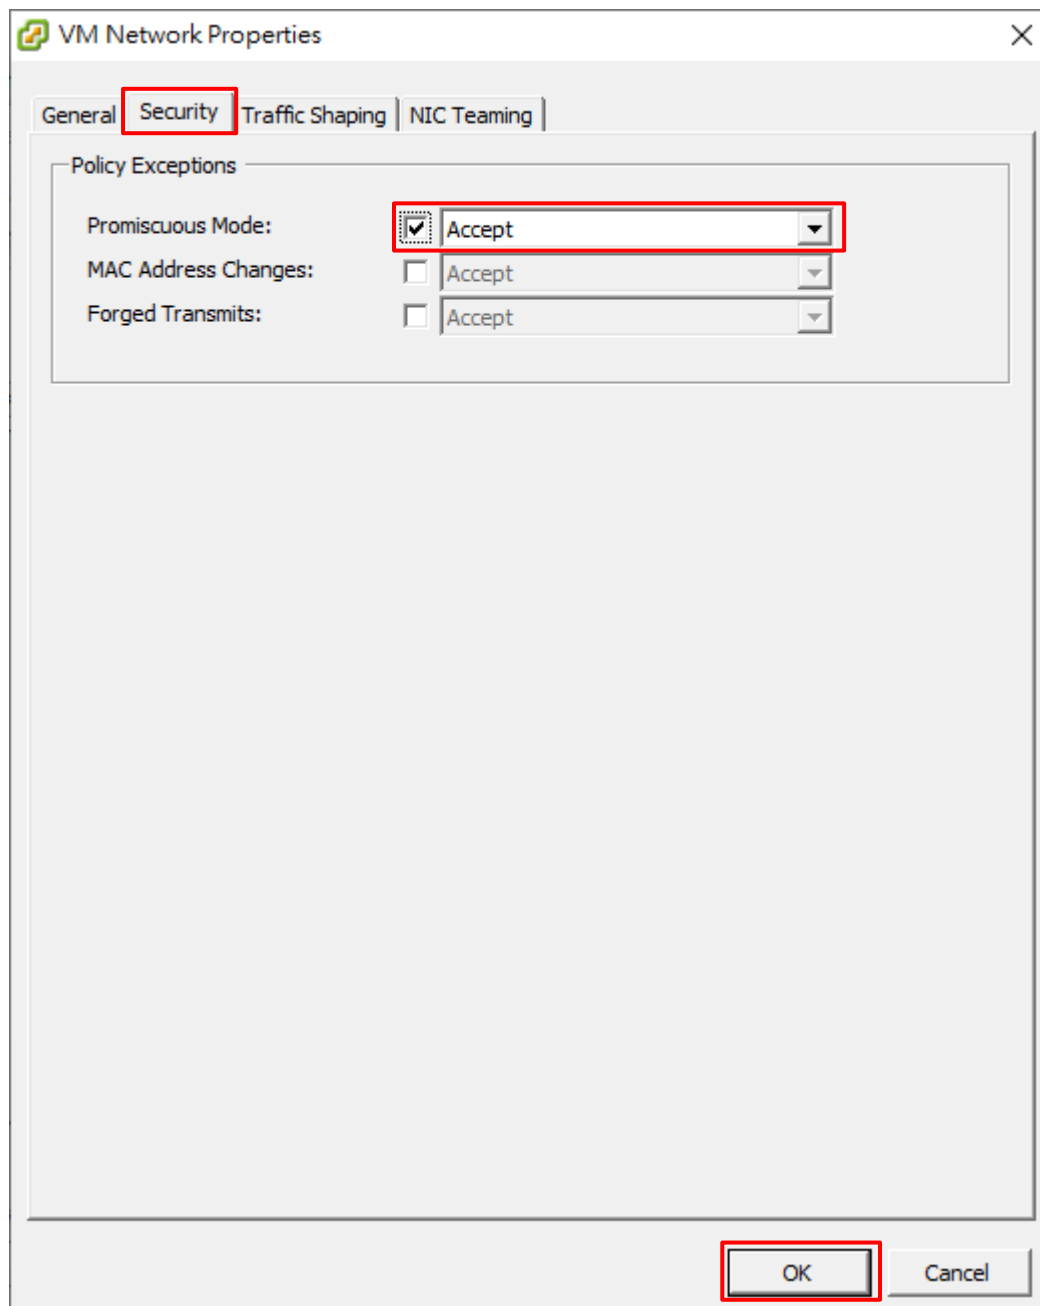 VM Network Properties
General Security Traffic Shaping NIC Teaming
Policy Exceptions
Promiscuous Mode: Accept
MAC Address Changes: Accept
Forged Transmits: Accept
OK Cancel